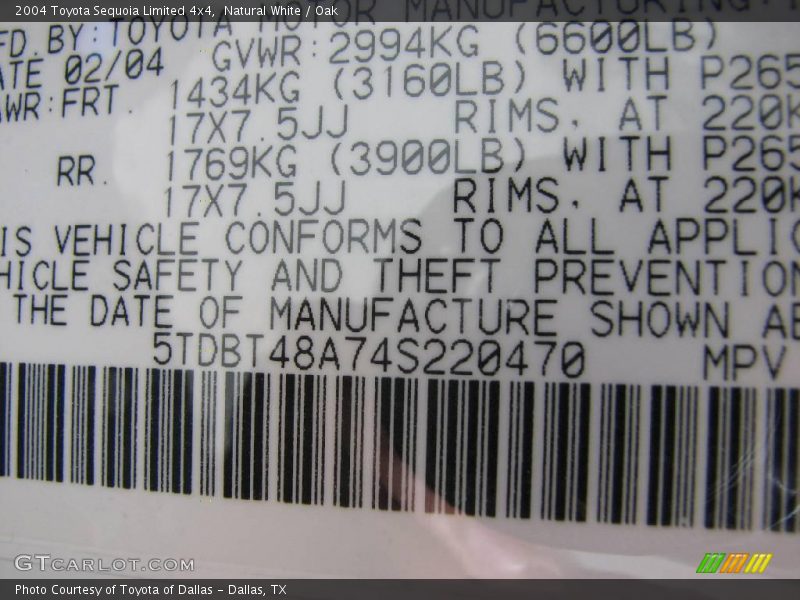 2004 Toyota Sequoia Limited 4x4, Natural White / Oak
FD.BY:TOYOTA MOTOR MANUFACTURING
ATE 02/04 GVWR:2994KG (6600LB)
AWR:FRT. 1434KG (3160LB) WITH P265
17X7.5JJ RIMS, AT 220K
RR. 1769KG (3900LB) WITH P265
17X7.5JJ RIMS, AT 220K
IS VEHICLE CONFORMS TO ALL APPLIC
HICLE SAFETY AND THEFT PREVENTION
THE DATE OF MANUFACTURE SHOWN AB
5TDBT48A74S220470 MPV
GTCARLOT.COM
Photo Courtesy of Toyota of Dallas – Dallas, TX